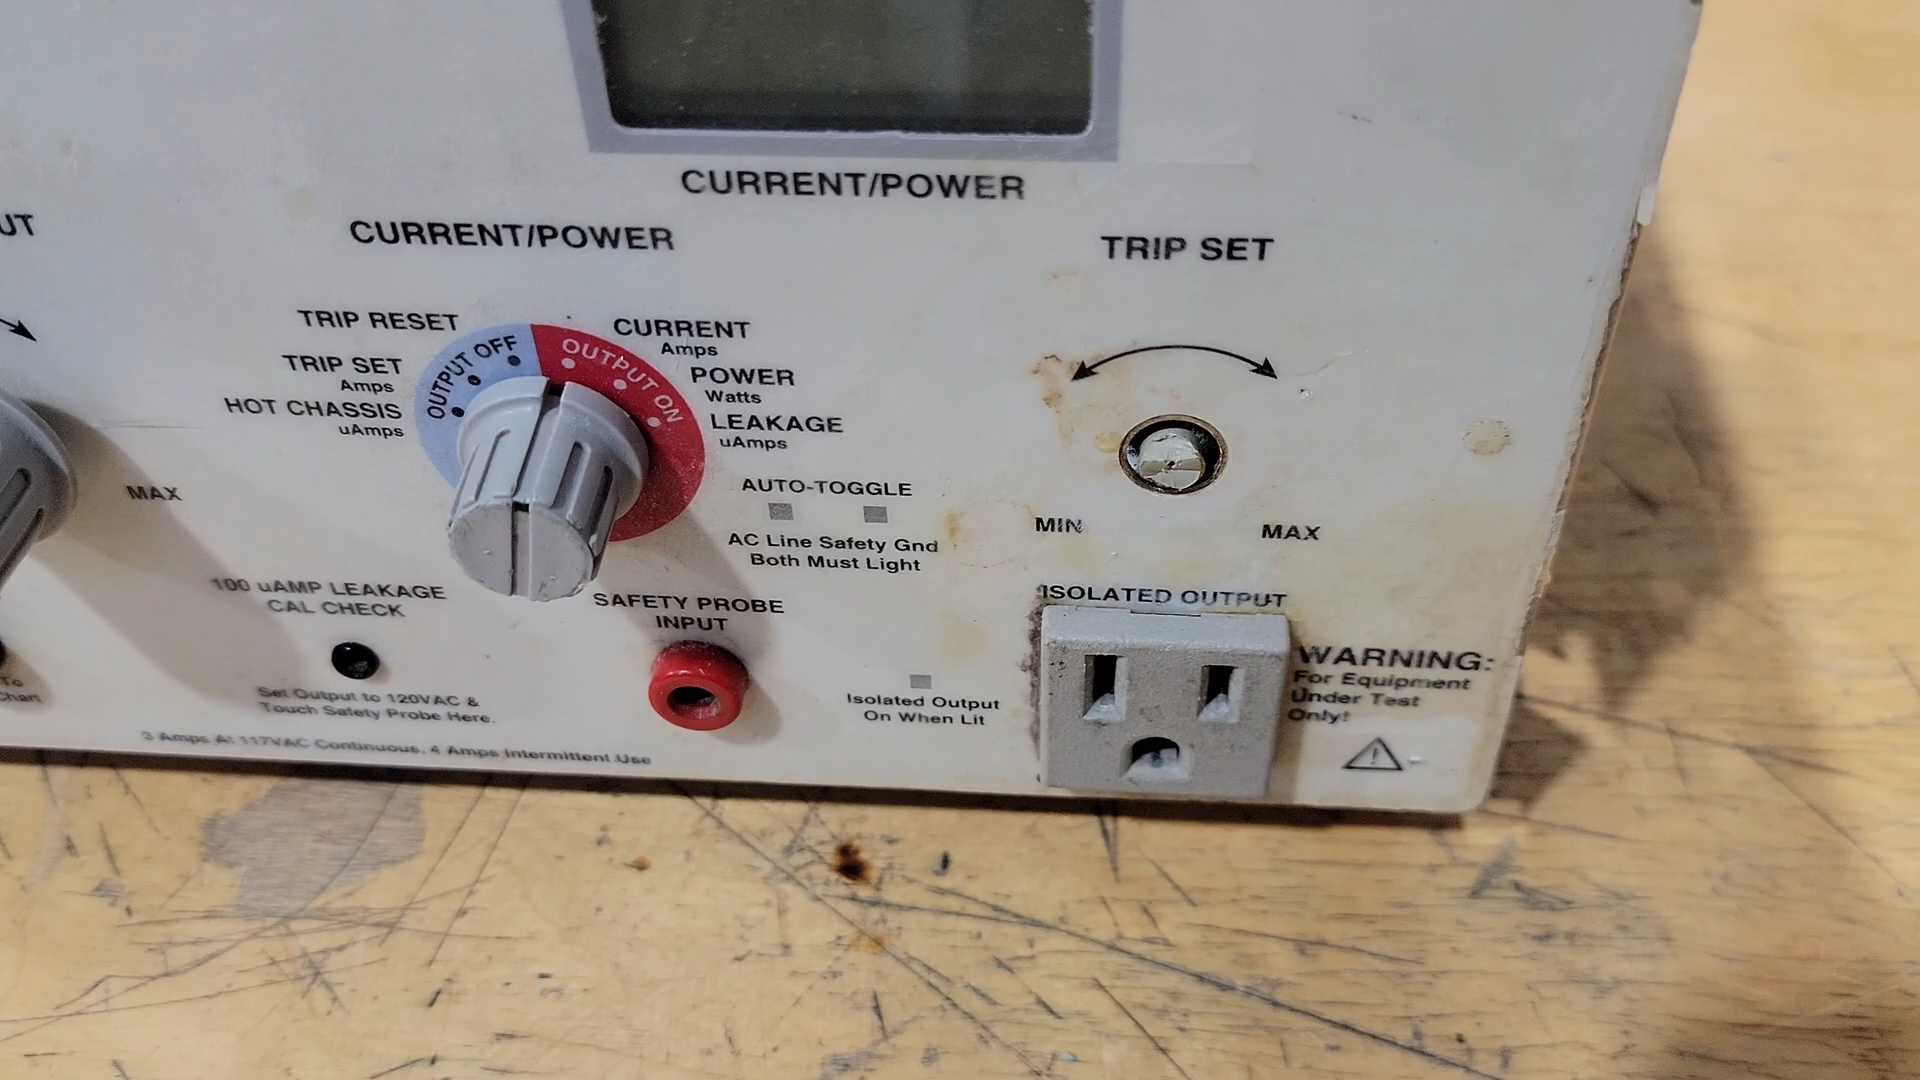 CURRENT/POWER
UT
CURRENT/POWER
TRIP SET
TRIP RESET
TRIP SET
Amps
HOT CHASSIS
uAmps
OUTPUT OFF
OUTPUT ON
CURRENT
Amps
POWER
Watts
LEAKAGE
uAmps
MAX
AUTO-TOGGLE
AC Line Safety Gnd
Both Must Light
MIN
MAX
100 uAMP LEAKAGE
CAL CHECK
Set Output to 120VAC &
Touch Safety Probe Here.
SAFETY PROBE
INPUT
Isolated Output
On When Lit
ISOLATED OUTPUT
WARNING:
For Equipment
Under Test
Only!
To
Chart
3 Amps At 117VAC Continuous, 4 Amps Intermittent Use